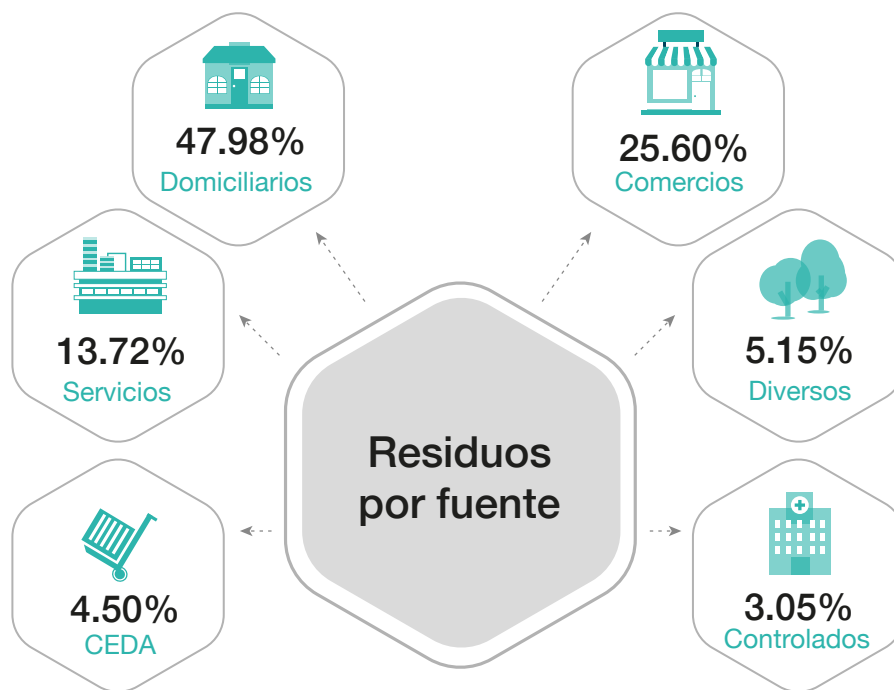 47.98%
Domiciliarios
25.60%
Comercios
13.72%
Servicios
5.15%
Diversos
Residuos
por fuente
4.50%
CEDA
3.05%
Controlados